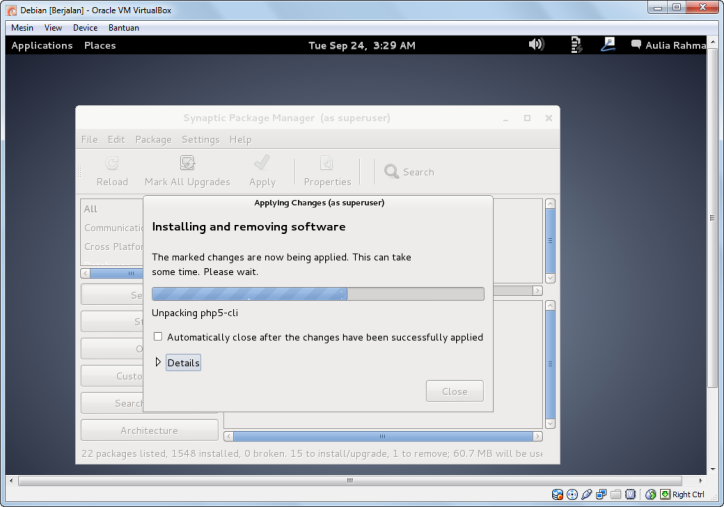 Debian [Berjalan] - Oracle VM VirtualBox
Mesin View Device Bantuan
Applications Places Tue Sep 24, 3:29 AM Aulia Rahma
Synaptic Package Manager (as superuser)
File Edit Package Settings Help
Reload Mark All Upgrades Apply Properties Search
All
Communicatio
Cross Platfor
Applying Changes (as superuser)
Installing and removing software
The marked changes are now being applied. This can take
some time. Please wait.
Unpacking php5-cli
Automatically close after the changes have been successfully applied
Details
Close
Se
St
O
Custo
Search
Architecture
22 packages listed, 1548 installed, 0 broken. 15 to install/upgrade, 1 to remove; 60.7 MB will be use
Right Ctrl